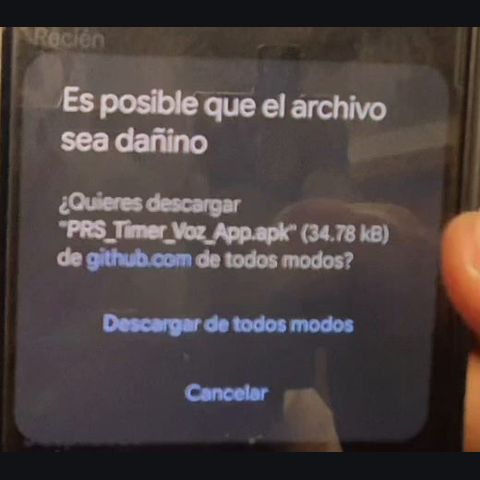 Recién
Es posible que el archivo
sea dañino
¿Quieres descargar
"PRS_Timer_Voz_App.apk" (34.78 kB)
de github.com de todos modos?
Descargar de todos modos
Cancelar